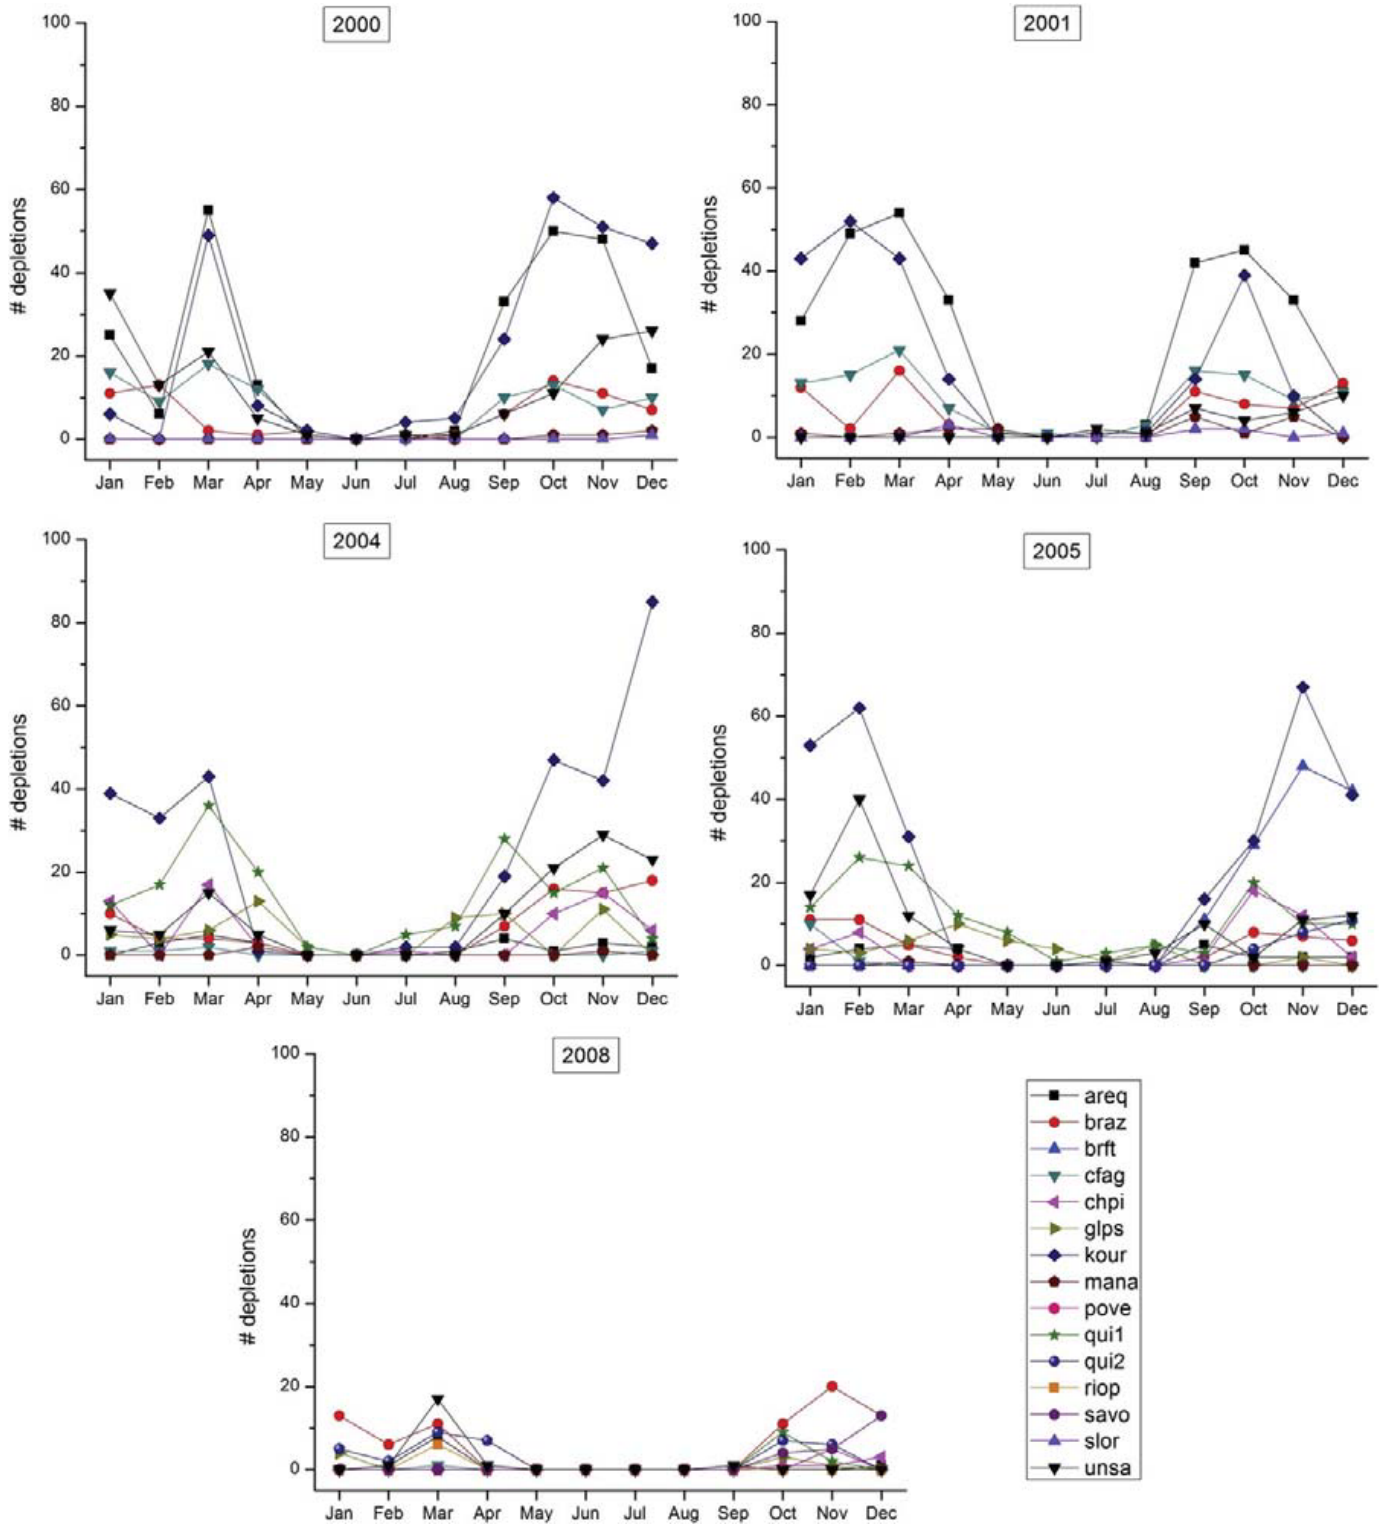 2000
100
80
60
40
20
0
# depletions
Jan Feb Mar Apr May Jun Jul Aug Sep Oct Nov Dec
2001
100
80
60
40
20
0
# depletions
Jan Feb Mar Apr May Jun Jul Aug Sep Oct Nov Dec
2004
100
80
60
40
20
0
# depletions
Jan Feb Mar Apr May Jun Jul Aug Sep Oct Nov Dec
2005
100
80
60
40
20
0
# depletions
Jan Feb Mar Apr May Jun Jul Aug Sep Oct Nov Dec
2008
100
80
60
40
20
0
# depletions
Jan Feb Mar Apr May Jun Jul Aug Sep Oct Nov Dec
areq
braz
brft
cfag
chpi
glps
kour
mana
pove
qui1
qui2
riop
savo
slor
unsa